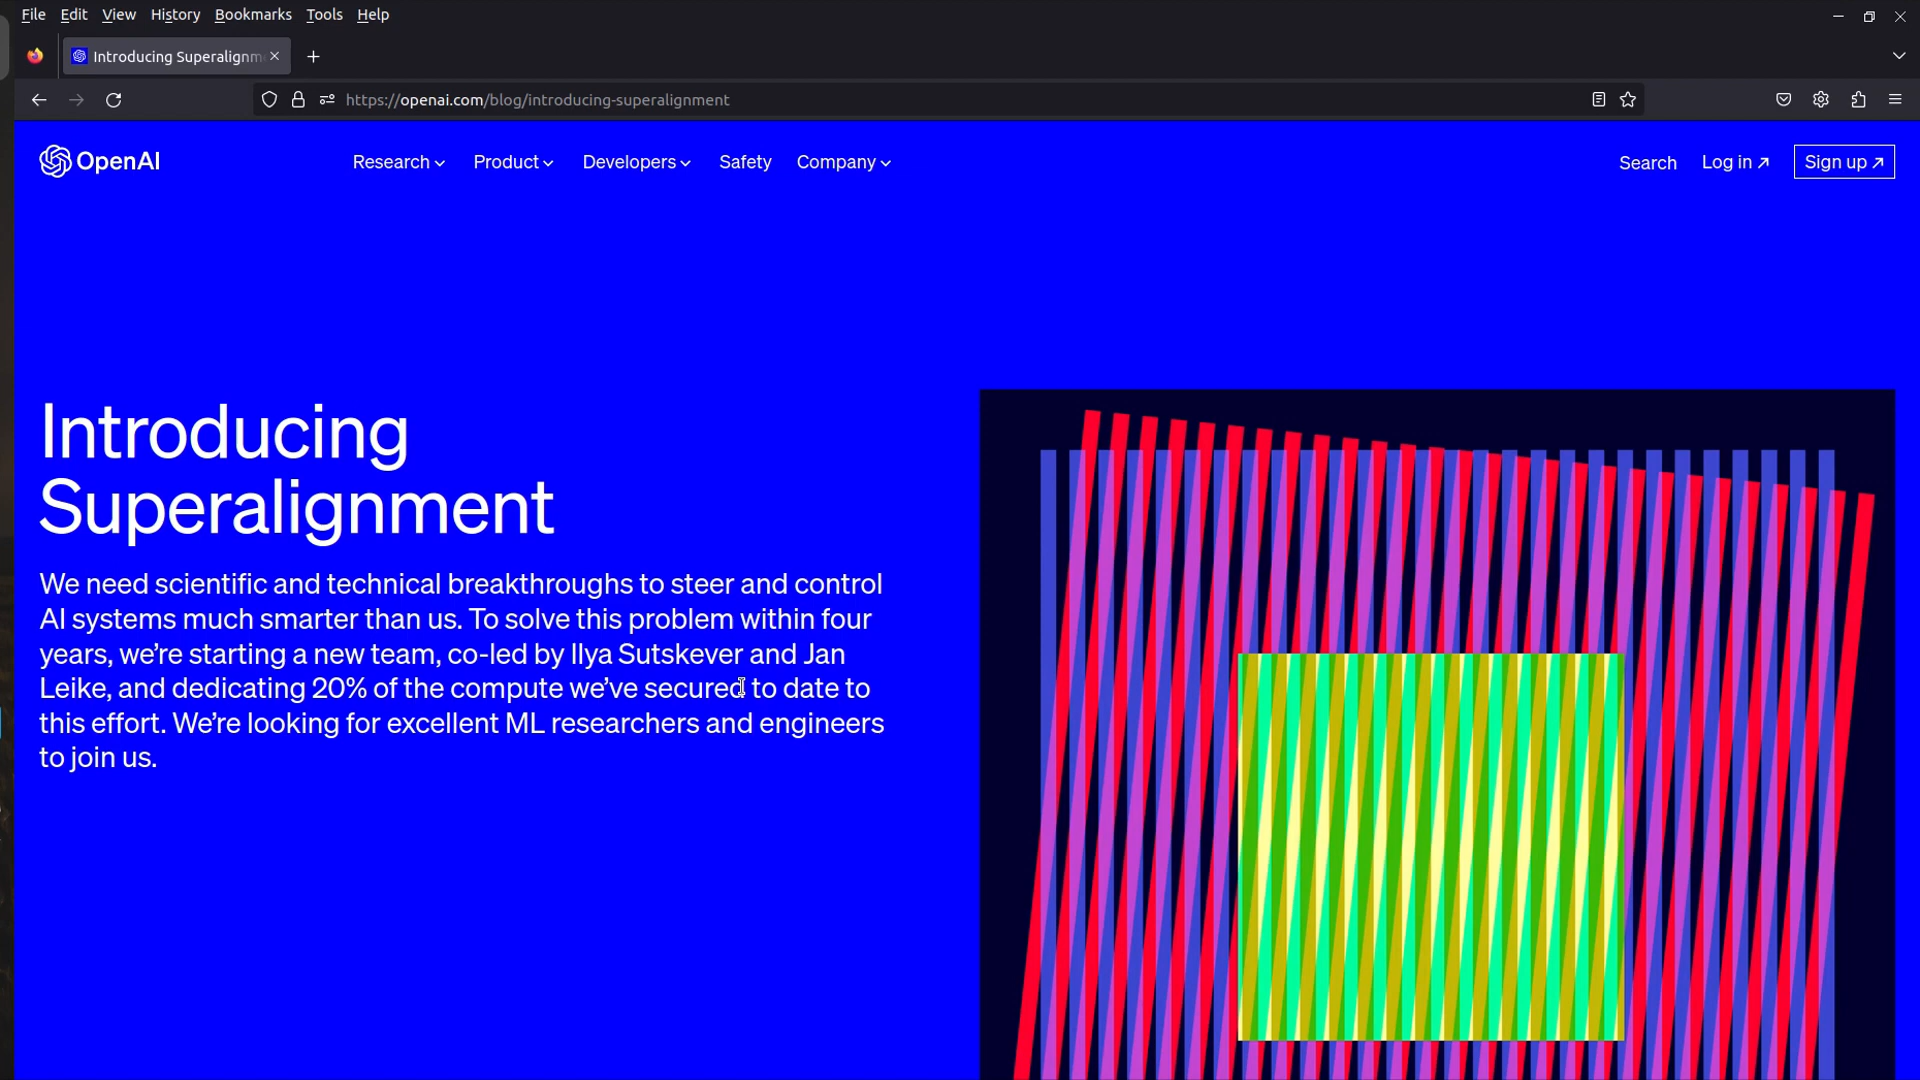 File Edit View History Bookmarks Tools Help
Introducing Superalignm
https://openai.com/blog/introducing-superalignment
OpenAI Research Product Developers Safety Company Search Log in Sign up
Introducing
Superalignment
We need scientific and technical breakthroughs to steer and control
AI systems much smarter than us. To solve this problem within four
years, we’re starting a new team, co-led by Ilya Sutskever and Jan
Leike, and dedicating 20% of the compute we’ve secured to date to
this effort. We’re looking for excellent ML researchers and engineers
to join us.